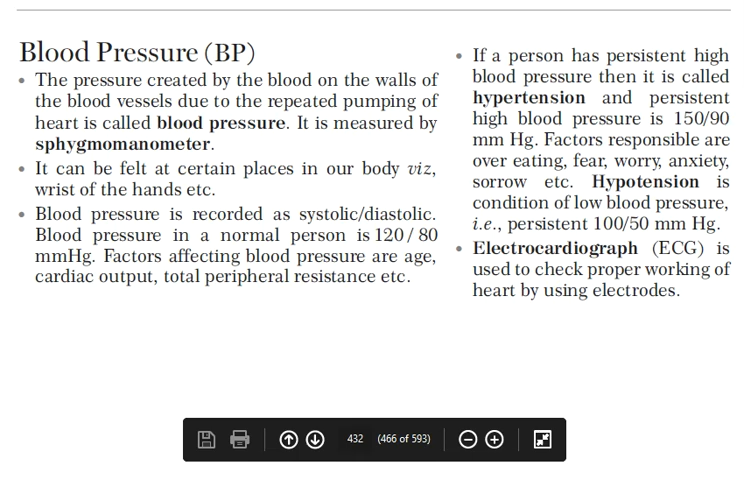 Blood Pressure (BP)
• The pressure created by the blood on the walls of
the blood vessels due to the repeated pumping of
heart is called blood pressure. It is measured by
sphygmomanometer.
• It can be felt at certain places in our body viz,
wrist of the hands etc.
• Blood pressure is recorded as systolic/diastolic.
Blood pressure in a normal person is 120 / 80
mmHg. Factors affecting blood pressure are age,
cardiac output, total peripheral resistance etc.
• If a person has persistent high
blood pressure then it is called
hypertension and persistent
high blood pressure is 150/90
mm Hg. Factors responsible are
over eating, fear, worry, anxiety,
sorrow etc. Hypotension is
condition of low blood pressure,
i.e., persistent 100/50 mm Hg.
• Electrocardiograph (ECG) is
used to check proper working of
heart by using electrodes.
432 (466 of 593)